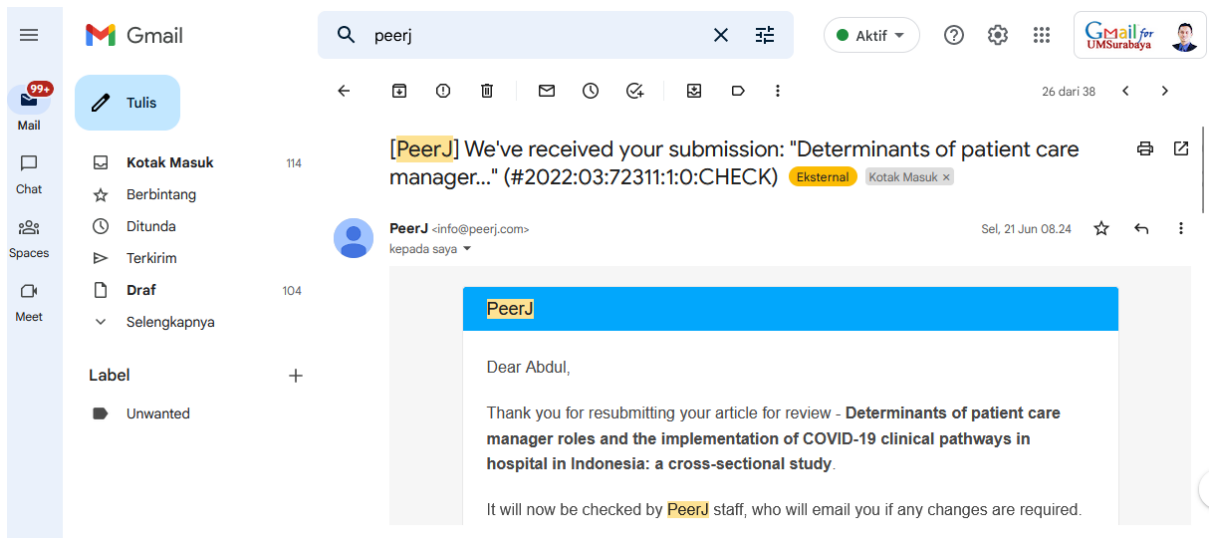 Gmail
peerj
Aktif
Gmail for
UMSurabaya
99+
Mail
Chat
Spaces
Meet
Tulis
Kotak Masuk 114
Berbintang
Ditunda
Terkirim
Draf 104
Selengkapnya
Label
Unwanted
26 dari 38
[PeerJ] We've received your submission: "Determinants of patient care
manager..." (#2022:03:72311:1:0:CHECK) Eksternal Kotak Masuk ×
PeerJ <info@peerj.com> Sel, 21 Jun 08.24
kepada saya
PeerJ
Dear Abdul,
Thank you for resubmitting your article for review - Determinants of patient care
manager roles and the implementation of COVID-19 clinical pathways in
hospital in Indonesia: a cross-sectional study.
It will now be checked by PeerJ staff, who will email you if any changes are required.